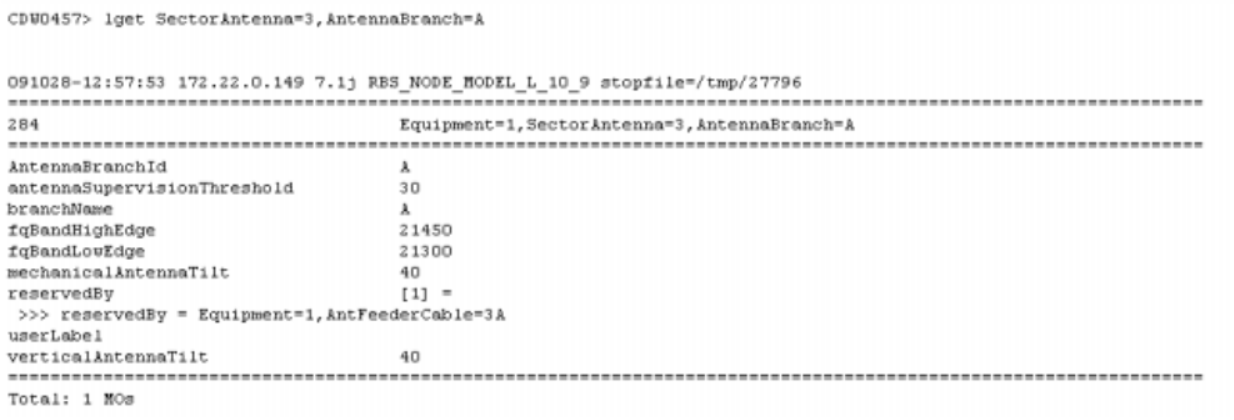 CDW0457> lget SectorAntenna=3,AntennaBranch=A
091028-12:57:53 172.22.0.149 7.1j RBS_NODE_MODEL_L_10_9 stopfile=/tmp/27796
=================================================================================================================
284 Equipment=1,SectorAntenna=3,AntennaBranch=A
=================================================================================================================
AntennaBranchId A
antennaSupervisionThreshold 30
branchName A
fqBandHighEdge 21450
fqBandLowEdge 21300
mechanicalAntennaTilt 40
reservedBy [1] =
>>> reservedBy = Equipment=1,AntFeederCable=3A
userLabel
verticalAntennaTilt 40
=================================================================================================================
Total: 1 MOs